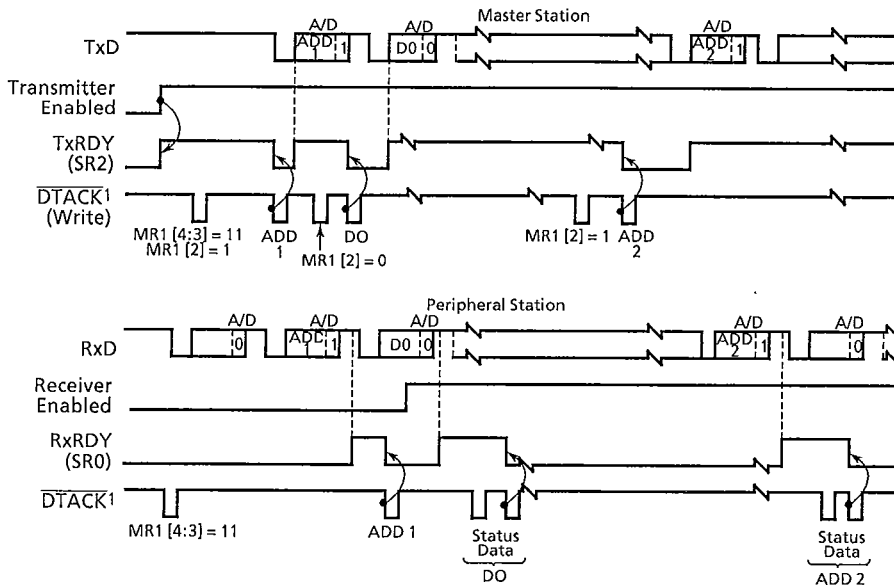 Master Station
A/D
A/D
A/D
TxD
ADD 1
1
D0
0
ADD 2
1
Transmitter
Enabled
TxRDY
(SR2)
DTACK1
(Write)
MR1 [4:3] = 11
MR1 [2] = 1
ADD
1
MR1 [2] = 0
DO
MR1 [2] = 1
ADD
2
Peripheral Station
A/D
A/D
A/D
A/D
A/D
RxD
0
ADD 1
1
D0
0
ADD 2
1
0
Receiver
Enabled
RxRDY
(SR0)
DTACK1
MR1 [4:3] = 11
ADD 1
Status
Data
DO
Status
Data
ADD 2